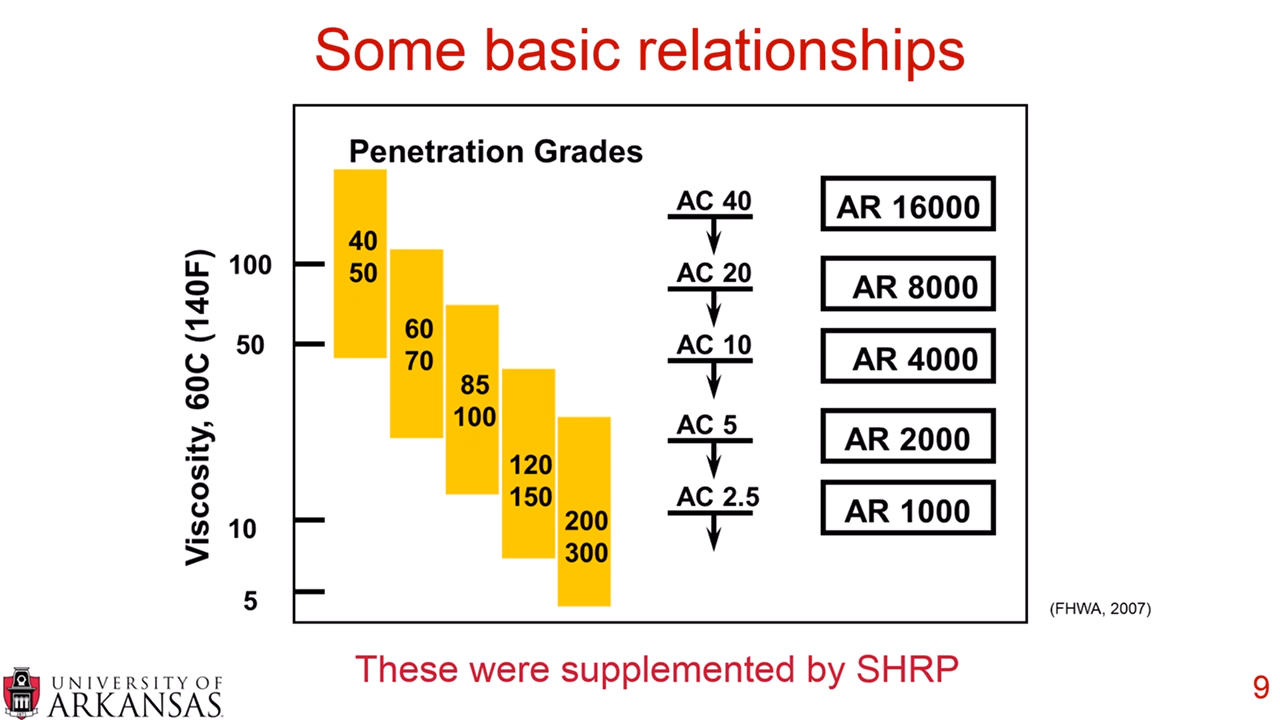 Some basic relationships
Penetration Grades
Viscosity, 60C (140F)
100
50
10
5
40
50
60
70
85
100
120
150
200
300
AC 40
AC 20
AC 10
AC 5
AC 2.5
AR 16000
AR 8000
AR 4000
AR 2000
AR 1000
(FHWA, 2007)
These were supplemented by SHRP
UNIVERSITY OF
ARKANSAS
9